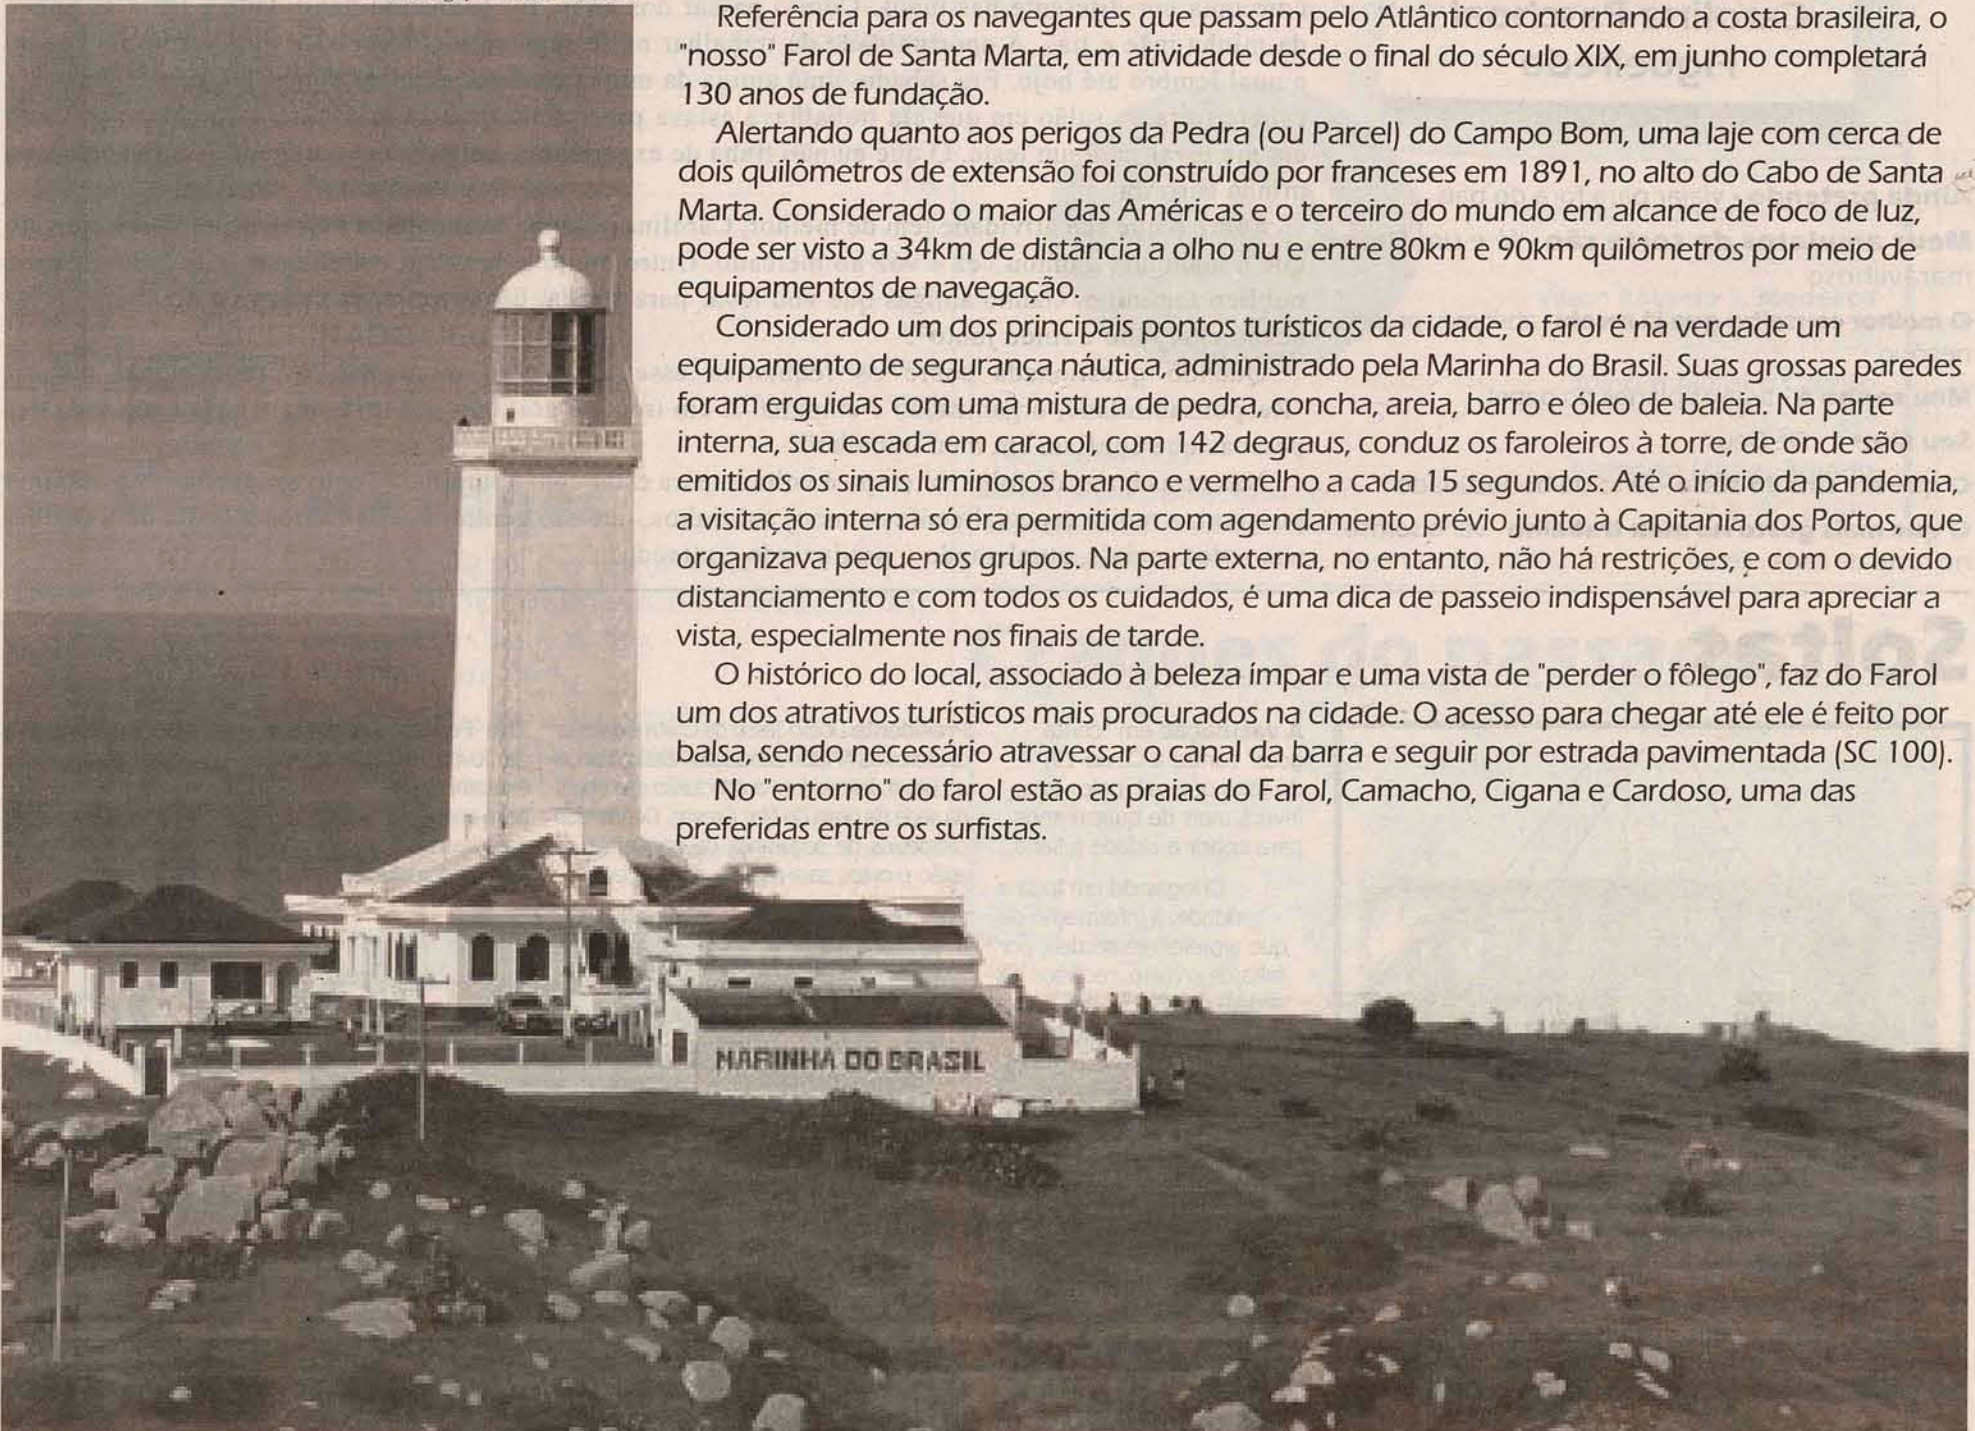 Referência para os navegantes que passam pelo Atlântico contornando a costa brasileira, o
"nosso" Farol de Santa Marta, em atividade desde o final do século XIX, em junho completará
130 anos de fundação.
Alertando quanto aos perigos da Pedra (ou Parcel) do Campo Bom, uma laje com cerca de
dois quilômetros de extensão foi construído por franceses em 1891, no alto do Cabo de Santa
Marta. Considerado o maior das Américas e o terceiro do mundo em alcance de foco de luz,
pode ser visto a 34km de distância a olho nu e entre 80km e 90km quilômetros por meio de
equipamentos de navegação.
Considerado um dos principais pontos turísticos da cidade, o farol é na verdade um
equipamento de segurança náutica, administrado pela Marinha do Brasil. Suas grossas paredes
foram erguidas com uma mistura de pedra, concha, areia, barro e óleo de baleia. Na parte
interna, sua escada em caracol, com 142 degraus, conduz os faroleiros à torre, de onde são
emitidos os sinais luminosos branco e vermelho a cada 15 segundos. Até o início da pandemia,
a visitação interna só era permitida com agendamento prévio junto à Capitania dos Portos, que
organizava pequenos grupos. Na parte externa, no entanto, não há restrições, e com o devido
distanciamento e com todos os cuidados, é uma dica de passeio indispensável para apreciar a
vista, especialmente nos finais de tarde.
O histórico do local, associado à beleza ímpar e uma vista de "perder o fôlego", faz do Farol
um dos atrativos turísticos mais procurados na cidade. O acesso para chegar até ele é feito por
balsa, sendo necessário atravessar o canal da barra e seguir por estrada pavimentada (SC 100).
No "entorno" do farol estão as praias do Farol, Camacho, Cigana e Cardoso, uma das
preferidas entre os surfistas.
MARINHA DO BRASIL